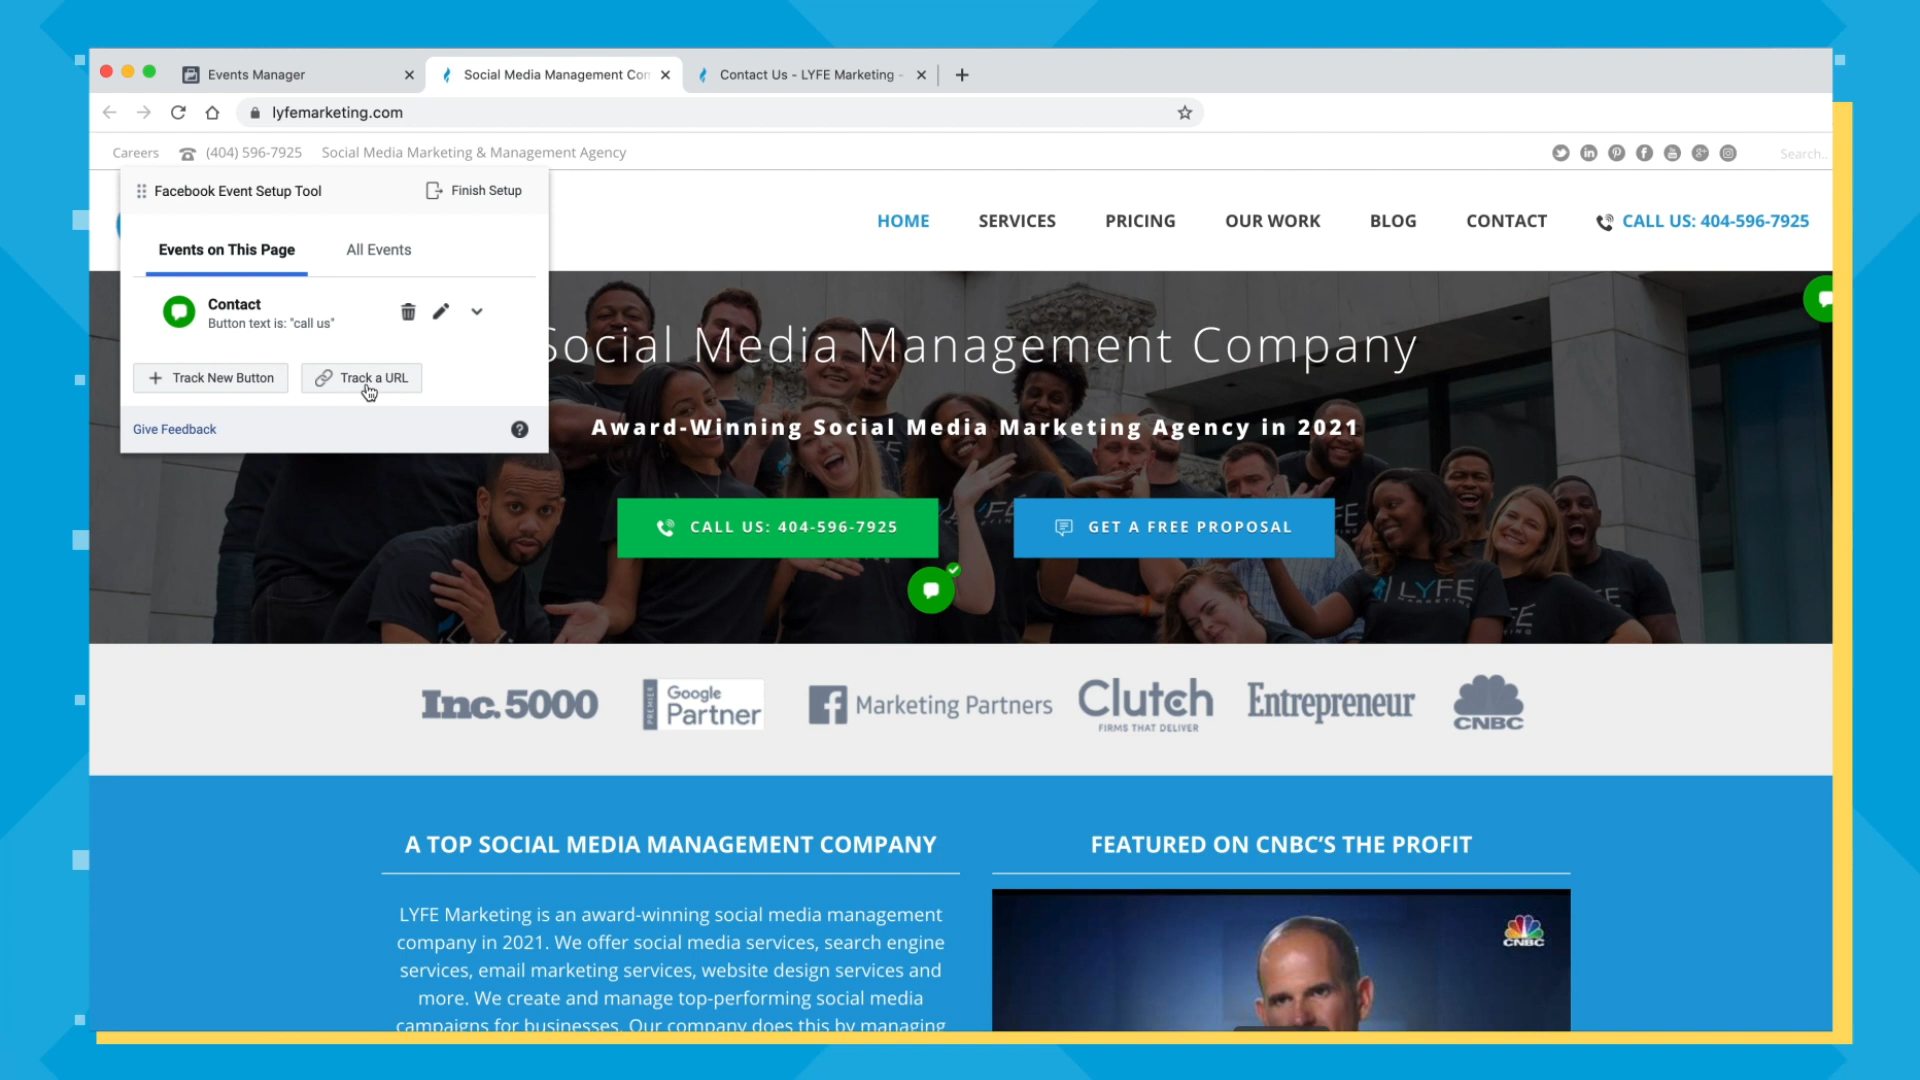 Events Manager
Social Media Management Con
Contact Us - LYFE Marketing -
lyfemarketing.com
Careers
(404) 596-7925
Social Media Marketing & Management Agency
Search..
Facebook Event Setup Tool
Finish Setup
HOME
SERVICES
PRICING
OUR WORK
BLOG
CONTACT
CALL US: 404-596-7925
Events on This Page
All Events
Contact
Button text is: "call us"
Track New Button
Track a URL
Give Feedback
Social Media Management Company
Award-Winning Social Media Marketing Agency in 2021
CALL US: 404-596-7925
GET A FREE PROPOSAL
LYFE
Inc. 5000
PREMIER
Google
Partner
Marketing Partners
Clutch
FIRMS THAT DELIVER
Entrepreneur
CNBC
A TOP SOCIAL MEDIA MANAGEMENT COMPANY
FEATURED ON CNBC'S THE PROFIT
LYFE Marketing is an award-winning social media management
company in 2021. We offer social media services, search engine
services, email marketing services, website design services and
more. We create and manage top-performing social media
campaigns for businesses. Our company does this by managing
CNBC